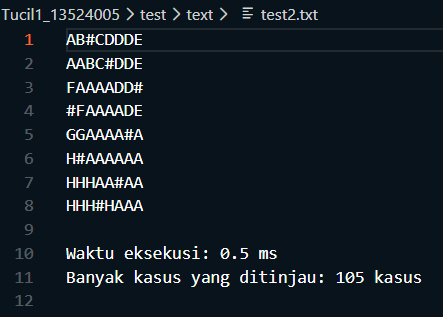 Tucil1_13524005 > test > text > test2.txt
1 AB#CDDDE
2 AABC#DDE
3 FAAAADD#
4 #FAAAADE
5 GGAAAA#A
6 H#AAAAAA
7 HHHAA#AA
8 HHH#HAAA
9
10 Waktu eksekusi: 0.5 ms
11 Banyak kasus yang ditinjau: 105 kasus
12